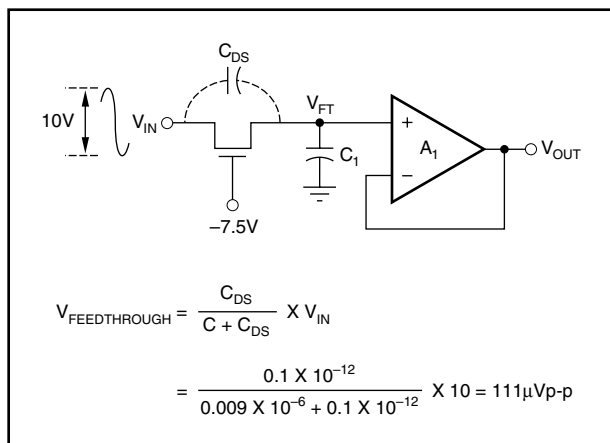 C_DS
10V
V_IN
V_FT
C_1
+
−
A_1
V_OUT
–7.5V
V_FEEDTHROUGH = C_DS / (C + C_DS) X V_IN
= 0.1 X 10^–12 / (0.009 X 10^–6 + 0.1 X 10^–12) X 10 = 111µVp-p